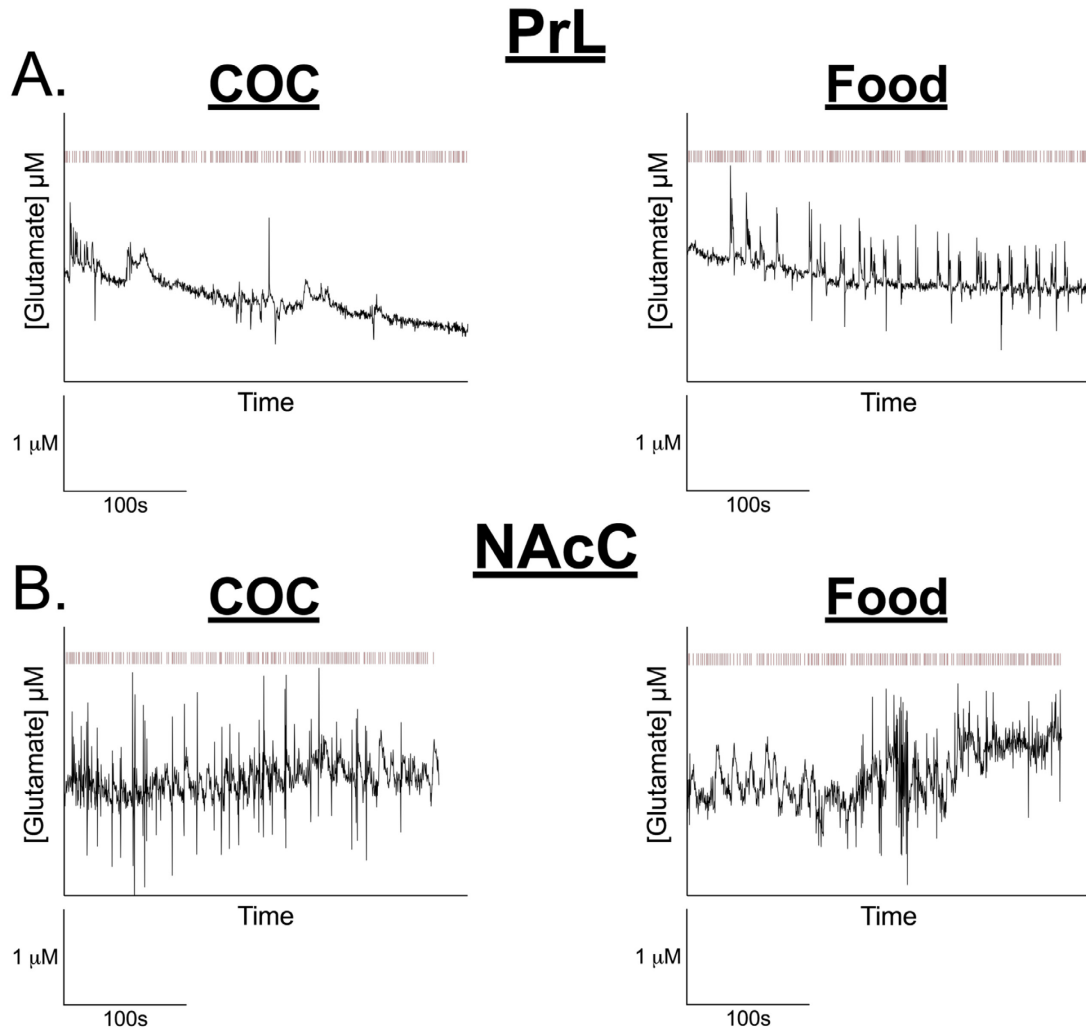 PrL
A.
COC
Food
[Glutamate] µM
[Glutamate] µM
Time
Time
1 µM
1 µM
100s
100s
NAcC
B.
COC
Food
[Glutamate] µM
[Glutamate] µM
Time
Time
1 µM
1 µM
100s
100s